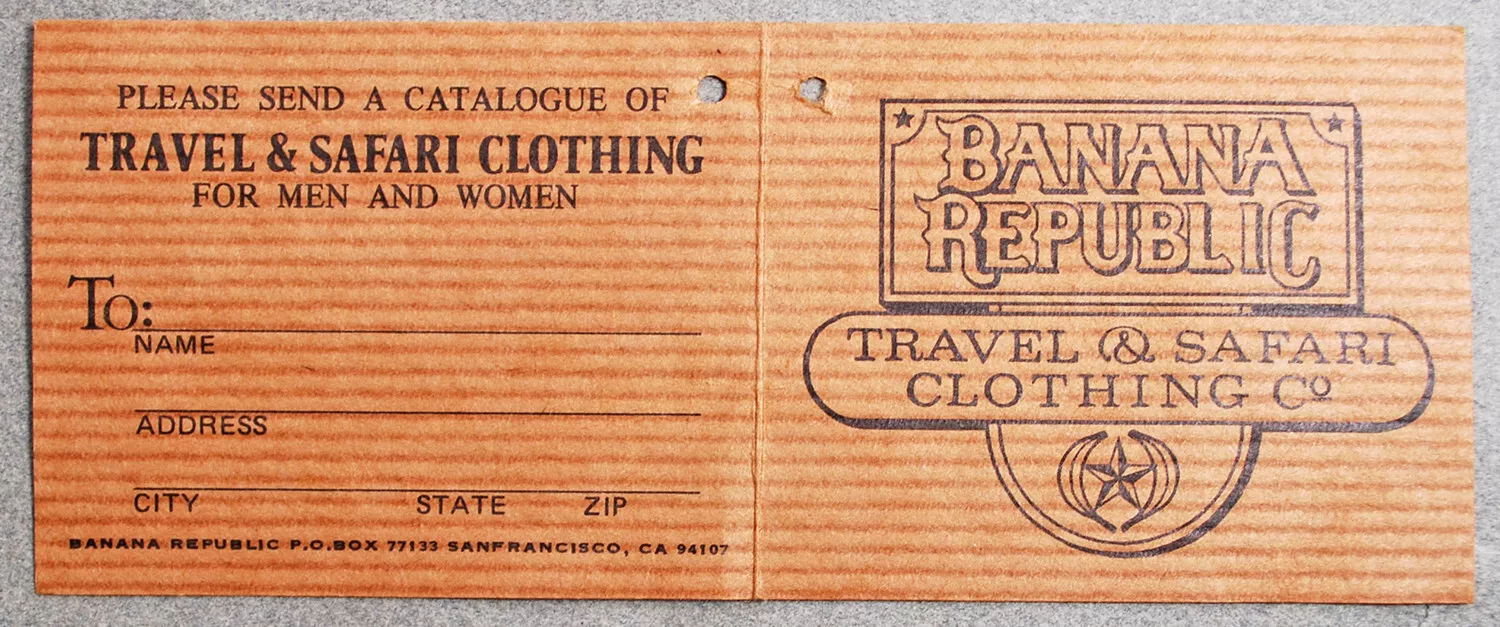 PLEASE SEND A CATALOGUE OF
TRAVEL & SAFARI CLOTHING
FOR MEN AND WOMEN
To:
NAME
ADDRESS
CITY STATE ZIP
BANANA REPUBLIC P.O.BOX 77133 SANFRANCISCO, CA 94107
BANANA
REPUBLIC
TRAVEL & SAFARI
CLOTHING Cº